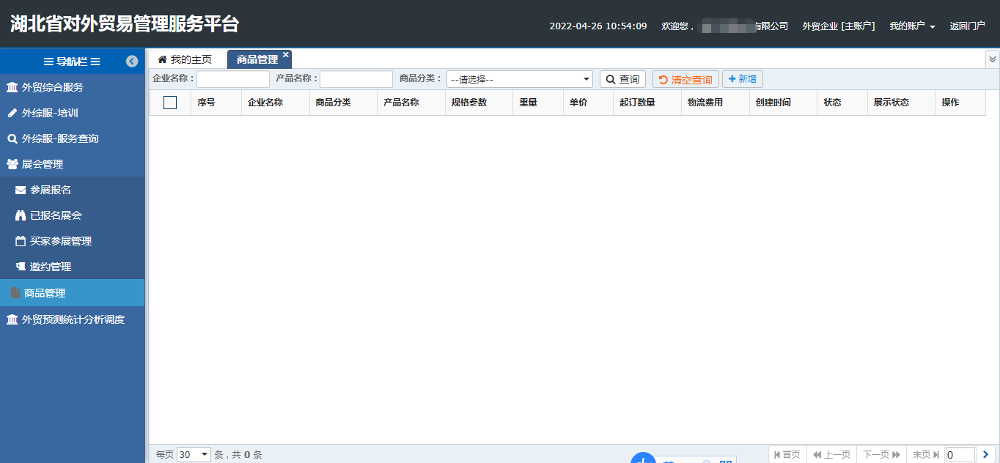 湖北省对外贸易管理服务平台
2022-04-26 10:54:09 欢迎您， 有限公司 外贸企业 [主账户] 我的账户 返回门户
导航栏
我的主页 商品管理
企业名称： 产品名称： 商品分类： --请选择-- 查询 清空查询 新增
序号 企业名称 商品分类 产品名称 规格参数 重量 单价 起订数量 物流费用 创建时间 状态 展示状态 操作
外贸综合服务
外综服-培训
外综服-服务查询
展会管理
参展报名
已报名展会
买家参展管理
邀约管理
商品管理
外贸预测统计分析调度
每页 30 条，共 0 条 首页 上一页 下一页 末页 0